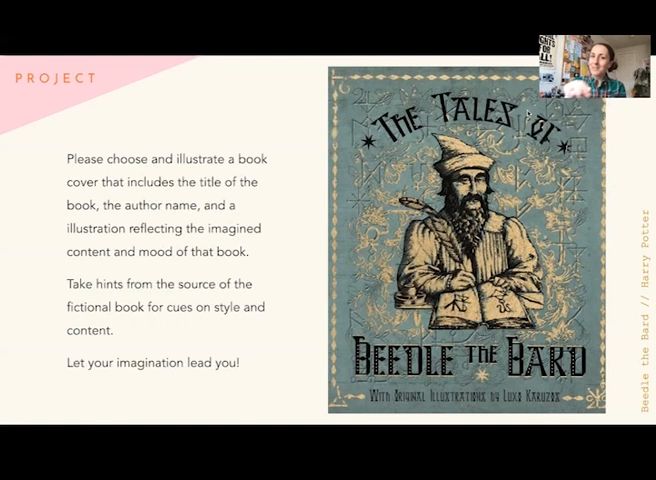 PROJECT
Please choose and illustrate a book
cover that includes the title of the
book, the author name, and a
illustration reflecting the imagined
content and mood of that book.
Take hints from the source of the
fictional book for cues on style and
content.
Let your imagination lead you!
THE TALES OF
BEEDLE THE BARD
WITH ORIGINAL ILLUSTRATIONS BY LUXO KARUZOS
Beedle the Bard // Harry Potter